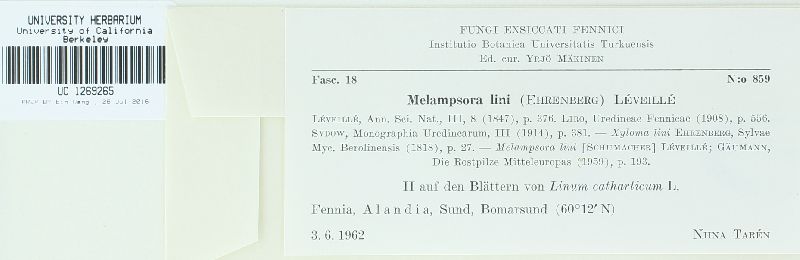 UNIVERSITY HERBARIUM
University of California
Berkeley
UC 1269265
26 Jul 2016
FUNGI EXSICCATI FENNICI
Institutio Botanica Universitatis Turkuensis
Ed. cur. YRJÖ MÄKINEN
Fasc. 18 N:o 859
Melampsora lini (EHRENBERG) LÉVEILLÉ
LÉVEILLÉ, Ann. Sci. Nat., III, 8 (1847), p. 376. LIRO, Uredineae Fennicae (1908), p. 556.
SYDOW, Monographia Uredinearum, III (1914), p. 381. — Xyloma lini EHRENBERG, Sylvae
Myc. Berolinensis (1818), p. 27. — Melampsora lini [SCHUMACHER] LÉVEILLÉ; GÄUMANN,
Die Rostpilze Mitteleuropas (1959), p. 193.
II auf den Blättern von Linum catharticum L.
Fennia, Alandia, Sund, Bomarsund (60°12′ N)
3. 6. 1962 NIINA TARÉN